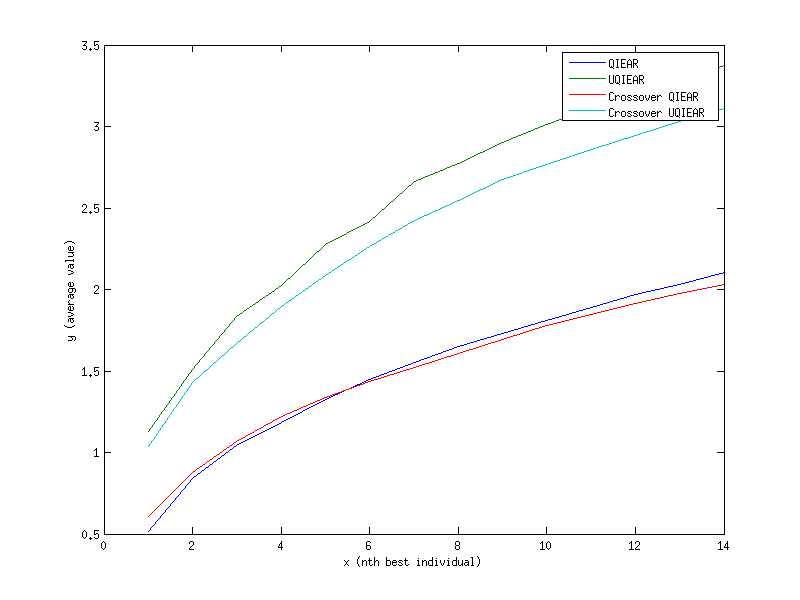 3.5
3
2.5
2
1.5
1
0.5
0
2
4
6
8
10
12
14
y (average value)
x (nth best individual)
QIEAR
UQIEAR
Crossover QIEAR
Crossover UQIEAR